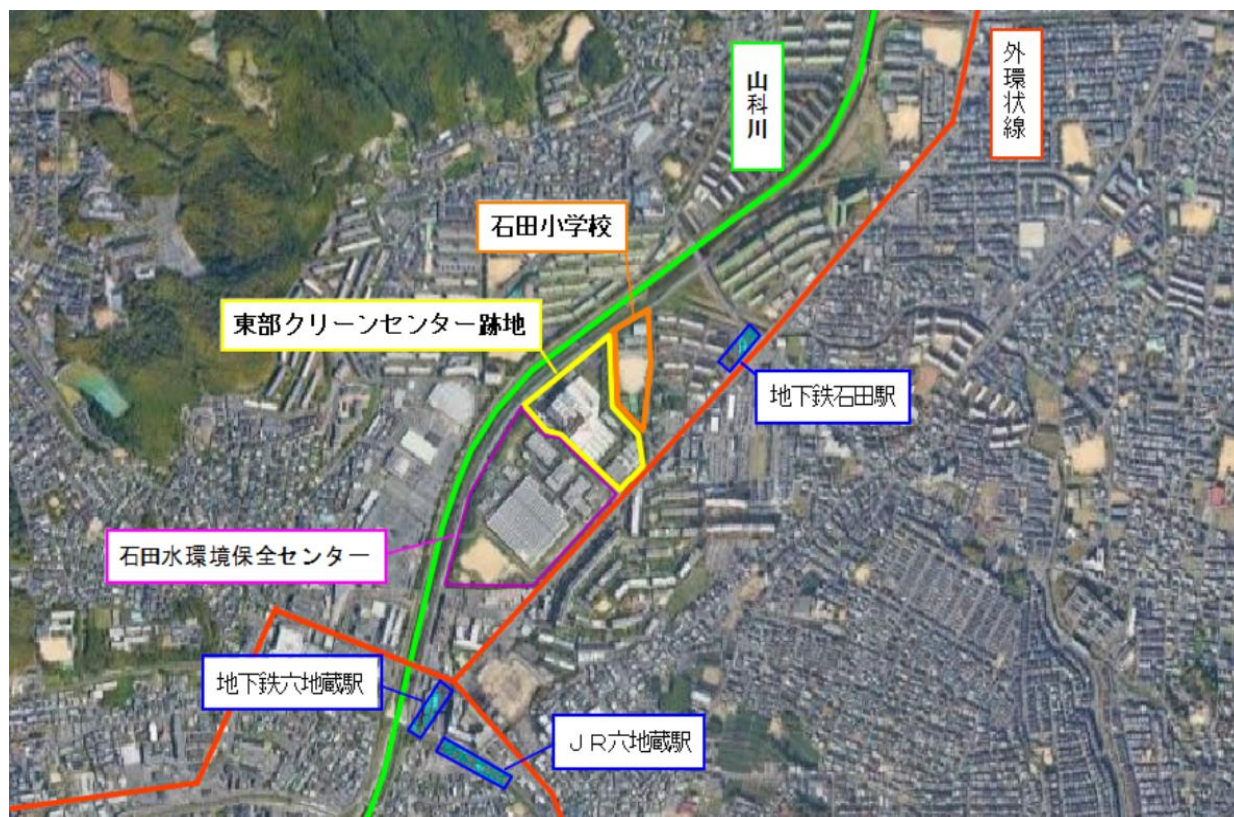 山科川
外環状線
石田小学校
東部クリーンセンター跡地
地下鉄石田駅
石田水環境保全センター
地下鉄六地蔵駅
ＪＲ六地蔵駅